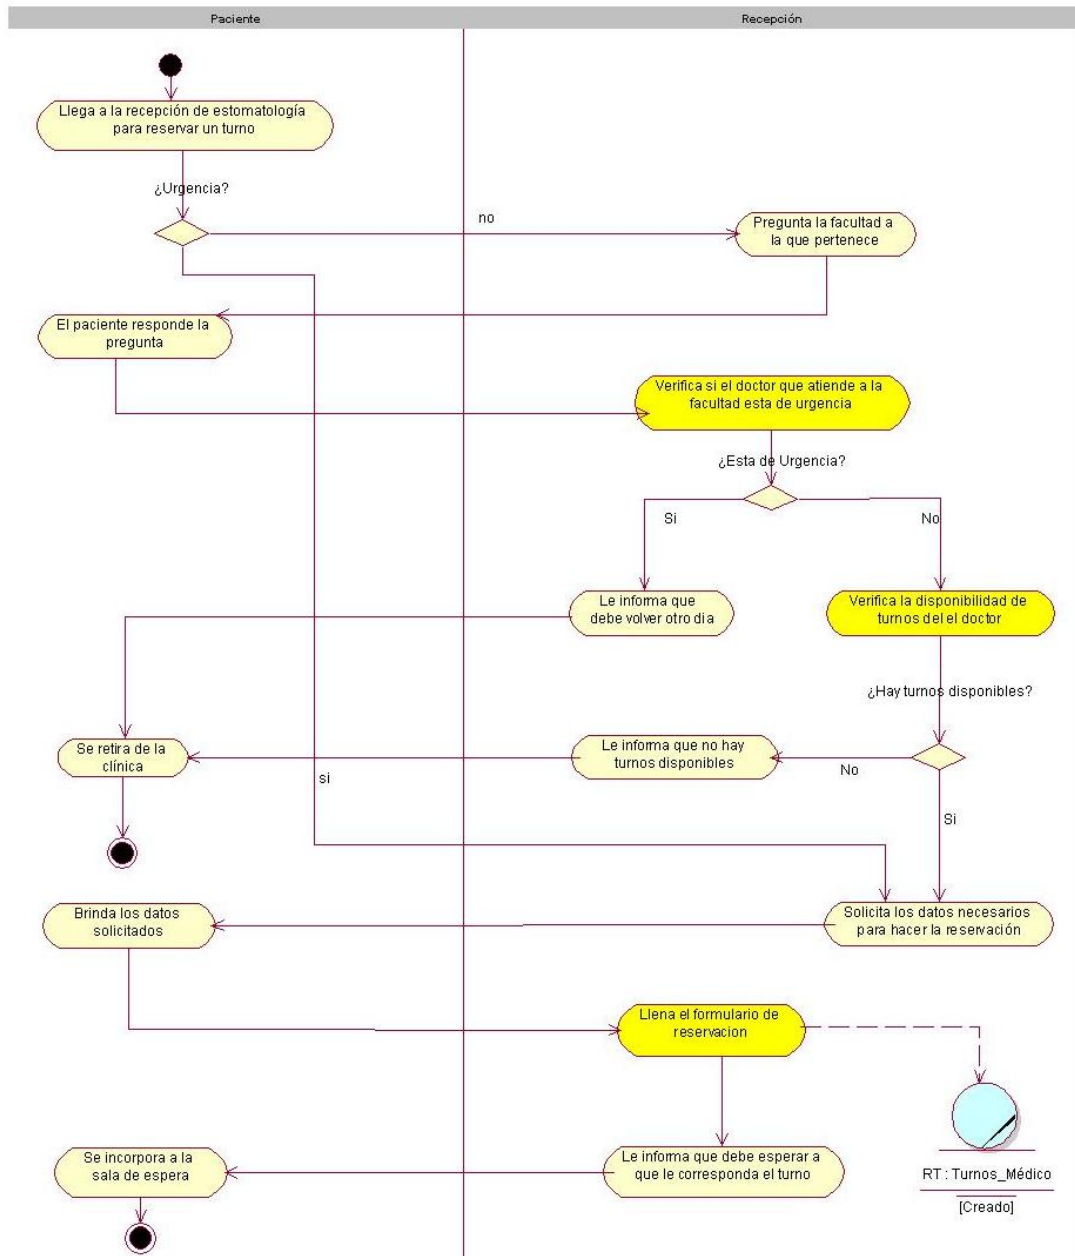 Paciente
Recepción
Llega a la recepción de estomatología
para reservar un turno
¿Urgencia?
no
Pregunta la facultad a
la que pertenece
El paciente responde la
pregunta
Verifica si el doctor que atiende a la
facultad esta de urgencia
¿Esta de Urgencia?
Si
No
Le informa que
debe volver otro dia
Verifica la disponibilidad de
turnos del el doctor
¿Hay turnos disponibles?
Se retira de la
clínica
Le informa que no hay
turnos disponibles
No
si
Si
Brinda los datos
solicitados
Solicita los datos necesarios
para hacer la reservación
Llena el formulario de
reservacion
Se incorpora a la
sala de espera
Le informa que debe esperar a
que le corresponda el turno
RT : Turnos_Médico
[Creado]